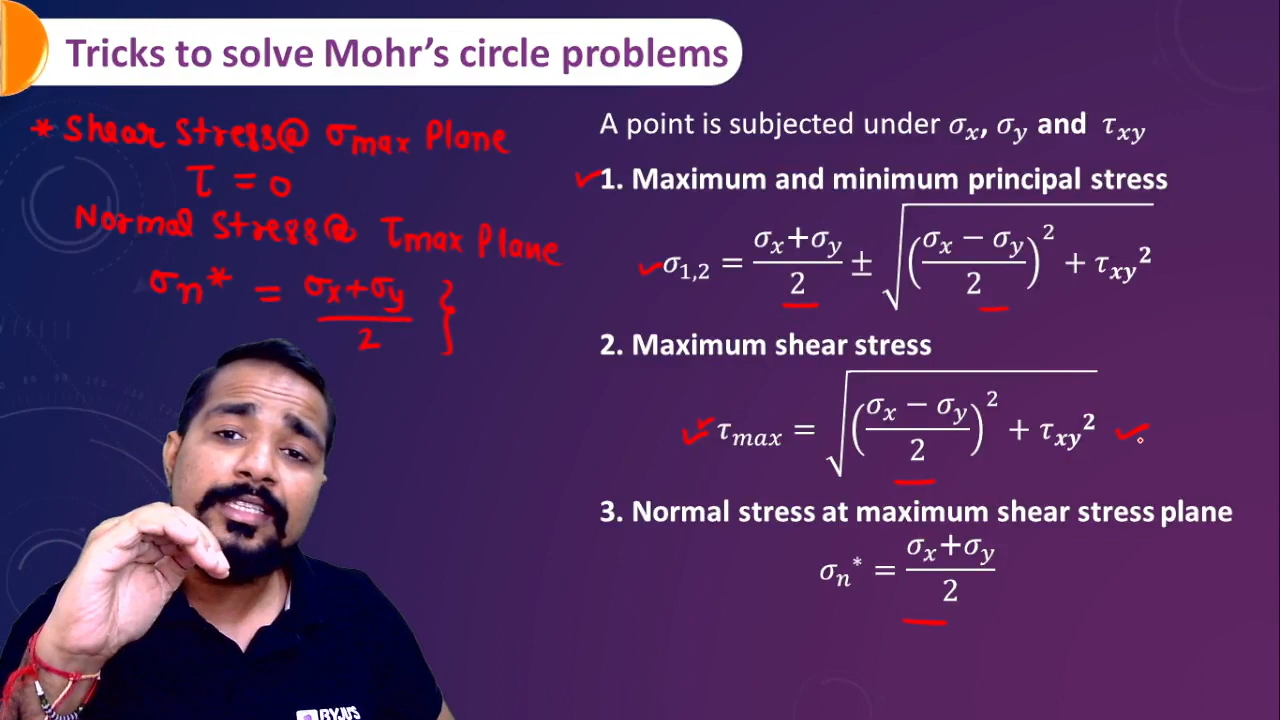 Tricks to solve Mohr's circle problems
* Shear Stress@ σmax Plane
τ = 0
Normal Stress@ τmax Plane
σn* = (σx+σy)/2 }
A point is subjected under σx, σy and τxy
1. Maximum and minimum principal stress
σ1,2 = (σx+σy)/2 ± √(((σx − σy)/2)² + τxy²)
2. Maximum shear stress
τmax = √(((σx − σy)/2)² + τxy²)
3. Normal stress at maximum shear stress plane
σn* = (σx+σy)/2
BYJU'S